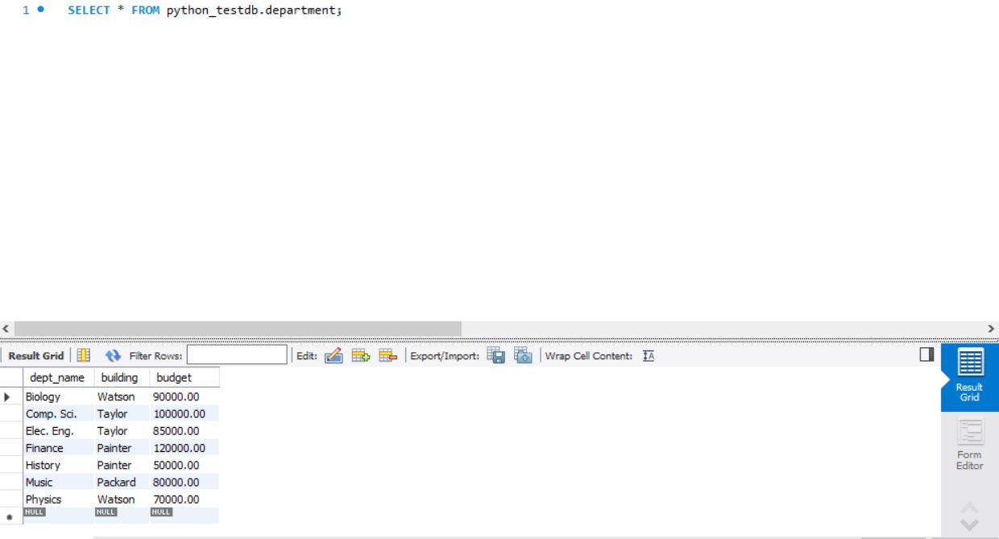 1 SELECT * FROM python_testdb.department;
Result Grid Filter Rows: Edit: Export/Import: Wrap Cell Content:
dept_name building budget
Biology Watson 90000.00
Comp. Sci. Taylor 100000.00
Elec. Eng. Taylor 85000.00
Finance Painter 120000.00
History Painter 50000.00
Music Packard 80000.00
Physics Watson 70000.00
NULL NULL NULL
Result
Grid
Form
Editor